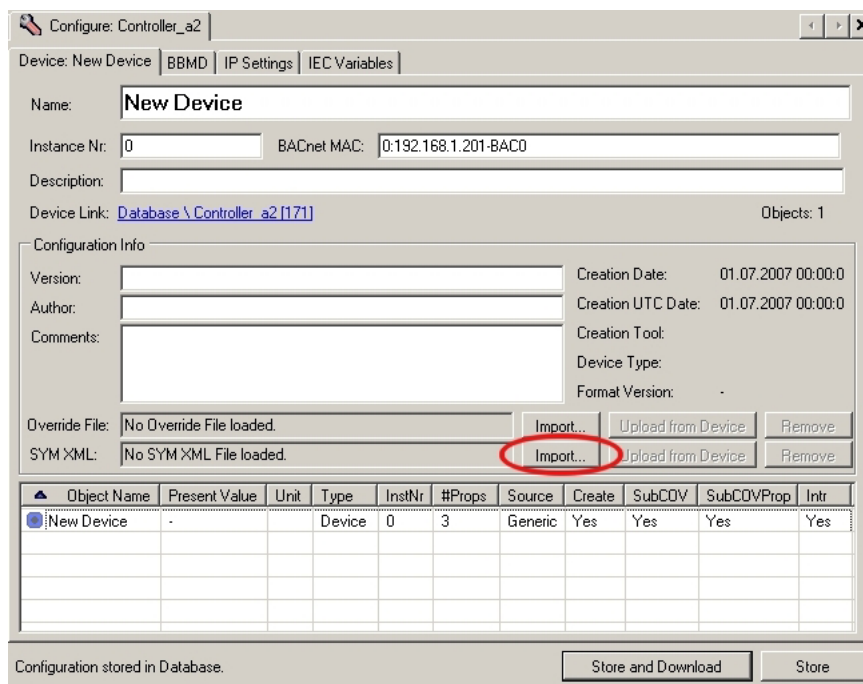 Configure: Controller_a2
Device: New Device BBMD IP Settings IEC Variables
Name: New Device
Instance Nr: 0 BACnet MAC: 0:192.168.1.201-BAC0
Description:
Device Link: Database \ Controller_a2 [171] Objects: 1
Configuration Info
Version: Creation Date: 01.07.2007 00:00:0
Author: Creation UTC Date: 01.07.2007 00:00:0
Comments: Creation Tool:
Device Type:
Format Version: -
Override File: No Override File loaded. Import... Upload from Device Remove
SYM XML: No SYM XML File loaded. Import... Upload from Device Remove
Object Name Present Value Unit Type InstNr #Props Source Create SubCOV SubCOVProp Intr
New Device - Device 0 3 Generic Yes Yes Yes Yes
Configuration stored in Database. Store and Download Store